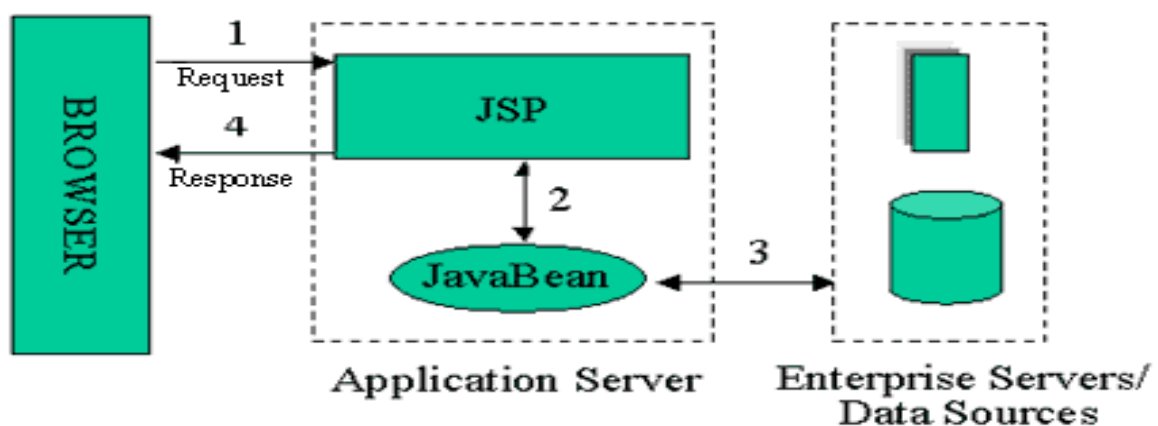 BROWSER
1
Request
4
Response
JSP
2
JavaBean
3
Application Server
Enterprise Servers/
Data Sources